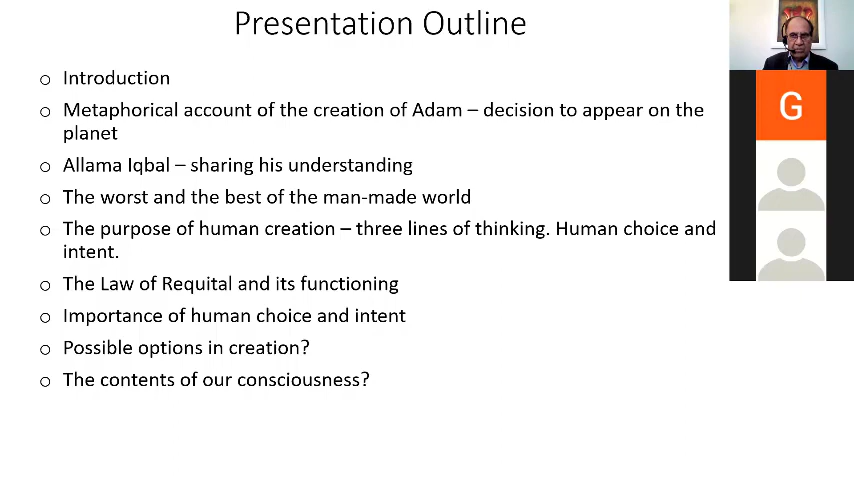 Presentation Outline
o Introduction
o Metaphorical account of the creation of Adam – decision to appear on the
planet
o Allama Iqbal – sharing his understanding
o The worst and the best of the man-made world
o The purpose of human creation – three lines of thinking. Human choice and
intent.
o The Law of Requital and its functioning
o Importance of human choice and intent
o Possible options in creation?
o The contents of our consciousness?
G